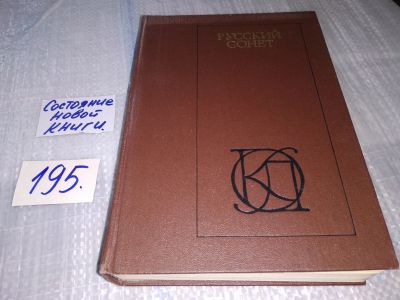 РУССКИЙ
СОНЕТ
Состояние
новой
книги.
195.